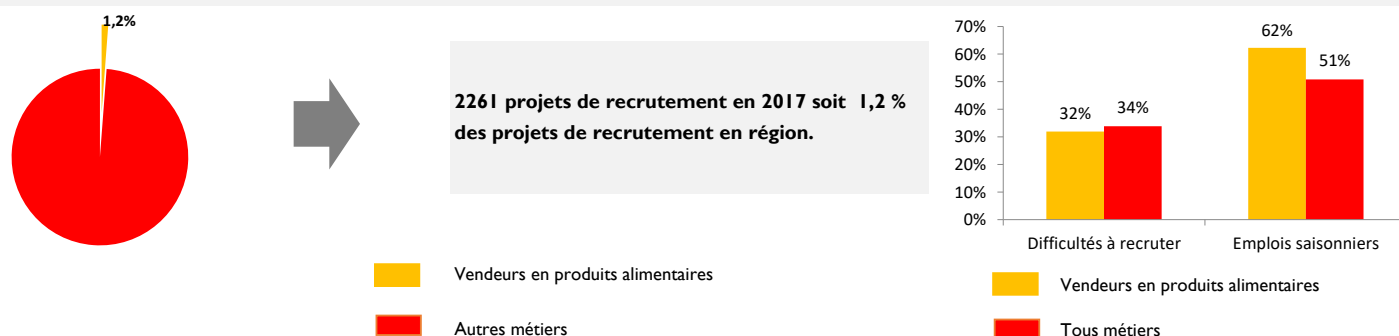 1,2%
2261 projets de recrutement en 2017 soit 1,2 %
des projets de recrutement en région.
Vendeurs en produits alimentaires
Autres métiers
70%
60%
50%
40%
30%
20%
10%
0%
32%
34%
62%
51%
Difficultés à recruter
Emplois saisonniers
Vendeurs en produits alimentaires
Tous métiers